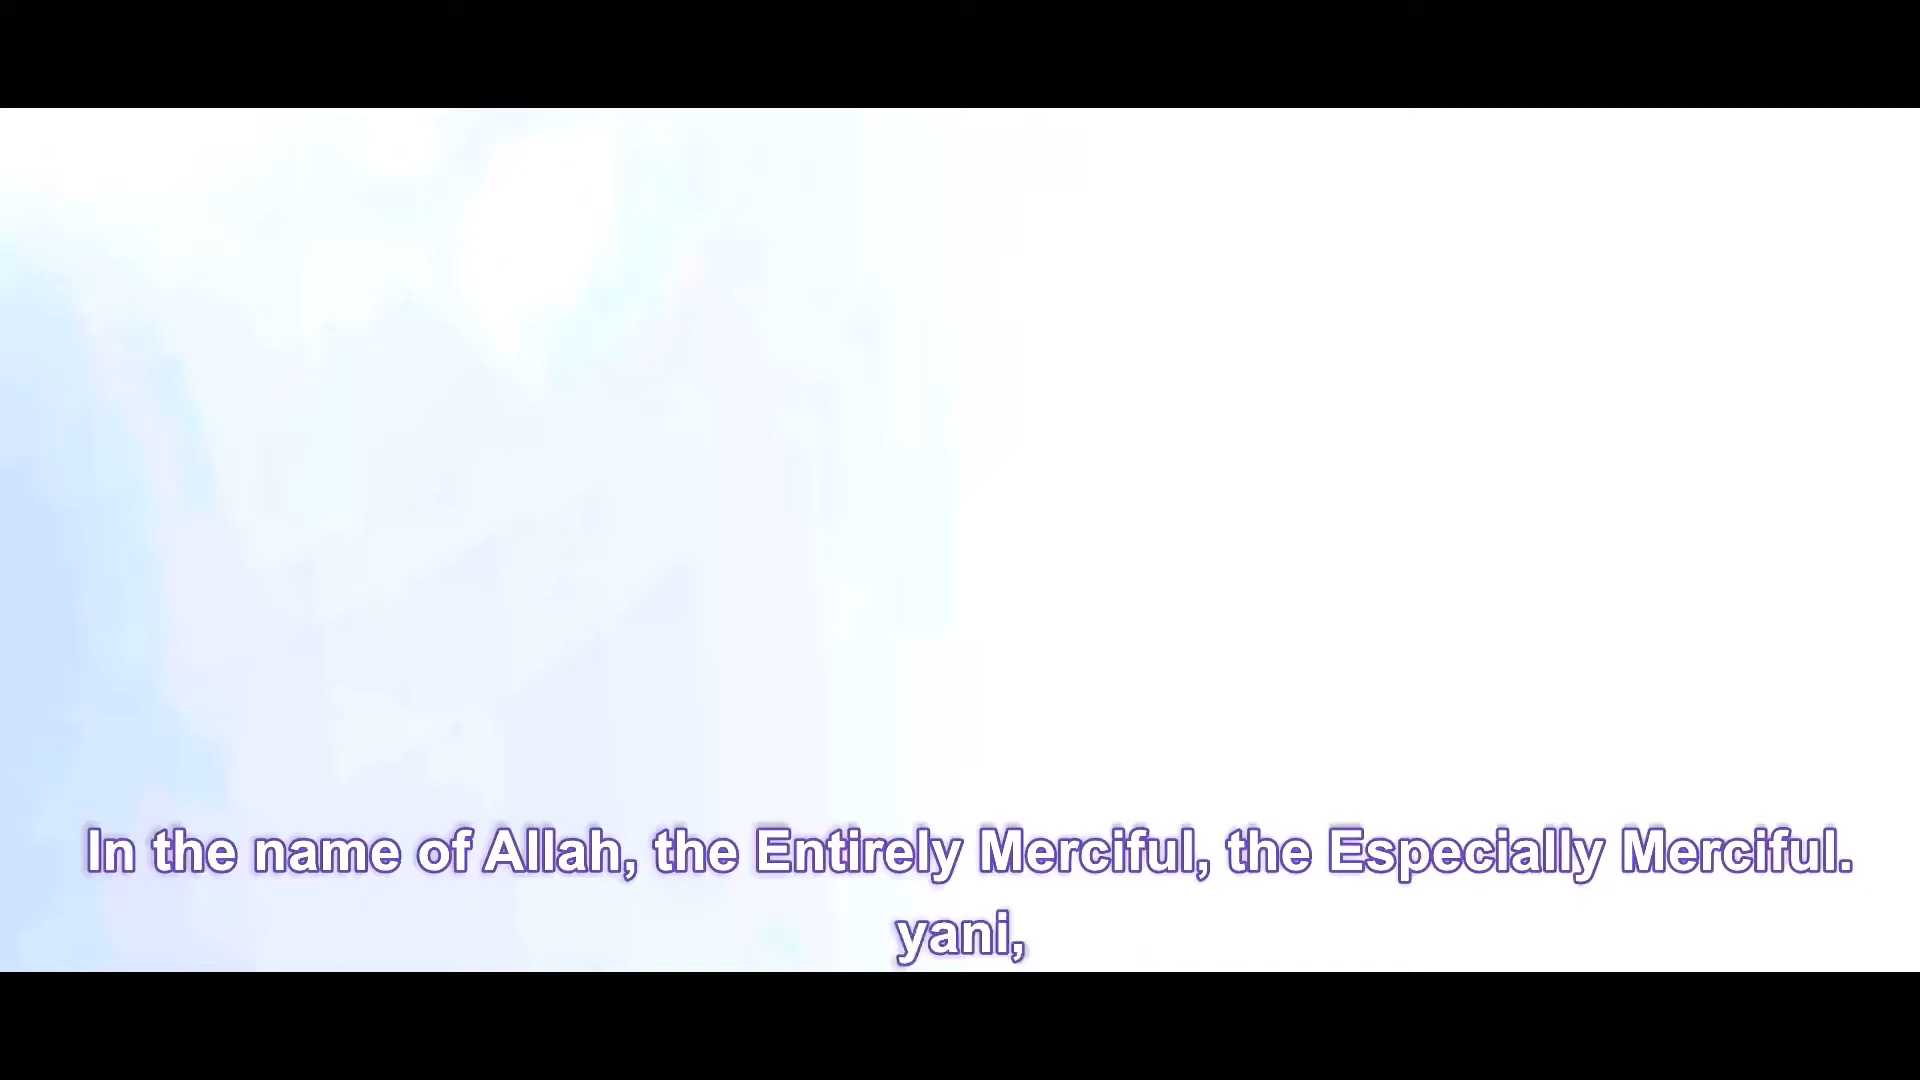 In the name of Allah, the Entirely Merciful, the Especially Merciful.
yani,